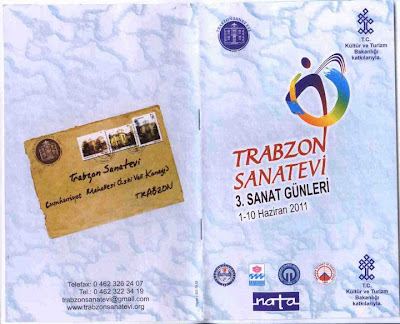 Trabzon Sanatevi
Cumhuriyet Mahallesi Eski Vali Konağı
TRABZON
Telefax: 0 462 326 24 07
Tel.: 0 462 322 34 19
trabzonsanatevi@gmail.com
www.trabzonsanatevi.org
T.C.
Kültür ve Turizm
Bakanlığı
katkılarıyla.
TRABZON
SANATEVİ
3. SANAT GÜNLERİ
1-10 Haziran 2011
nota
T.C.
Kültür ve Turizm
Bakanlığı
katkılarıyla.